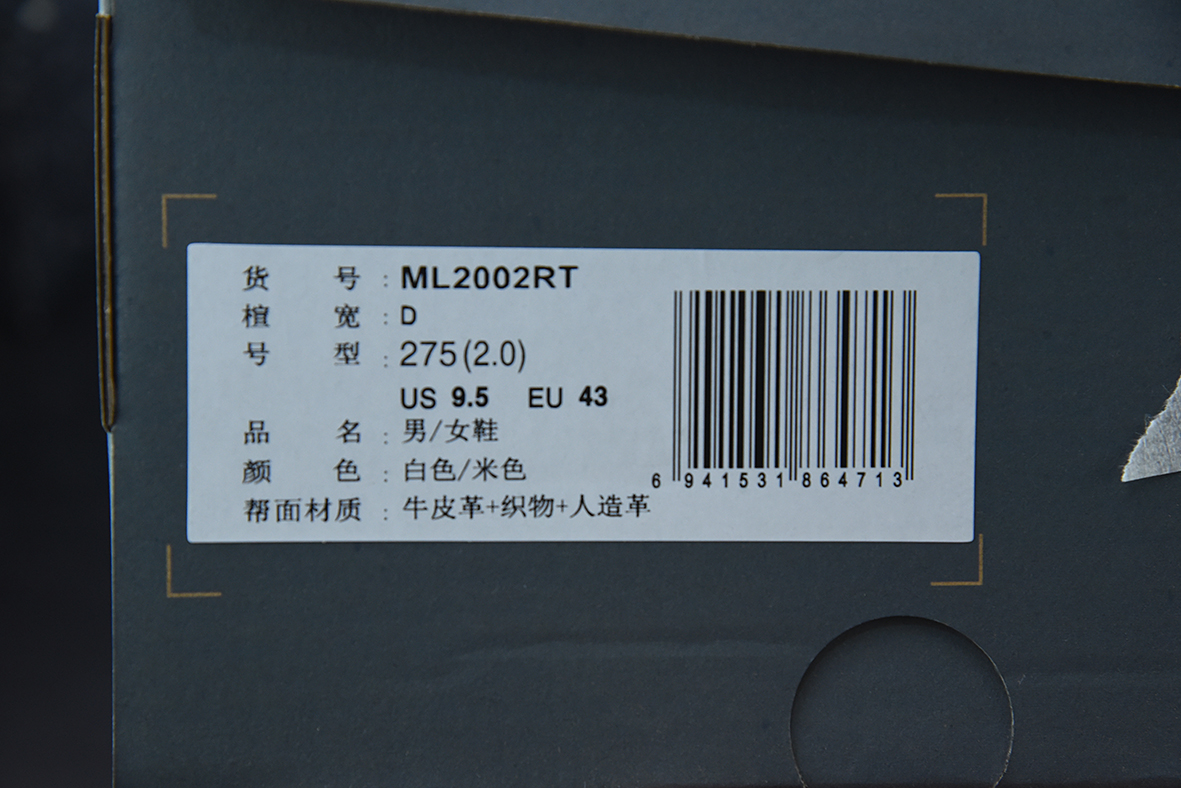 货 号 : ML2002RT
楦 宽 : D
号 型 : 275(2.0)
US 9.5 EU 43
品 名 : 男/女鞋
颜 色 : 白色/米色
帮面材质 : 牛皮革+织物+人造革
6 941531 864713